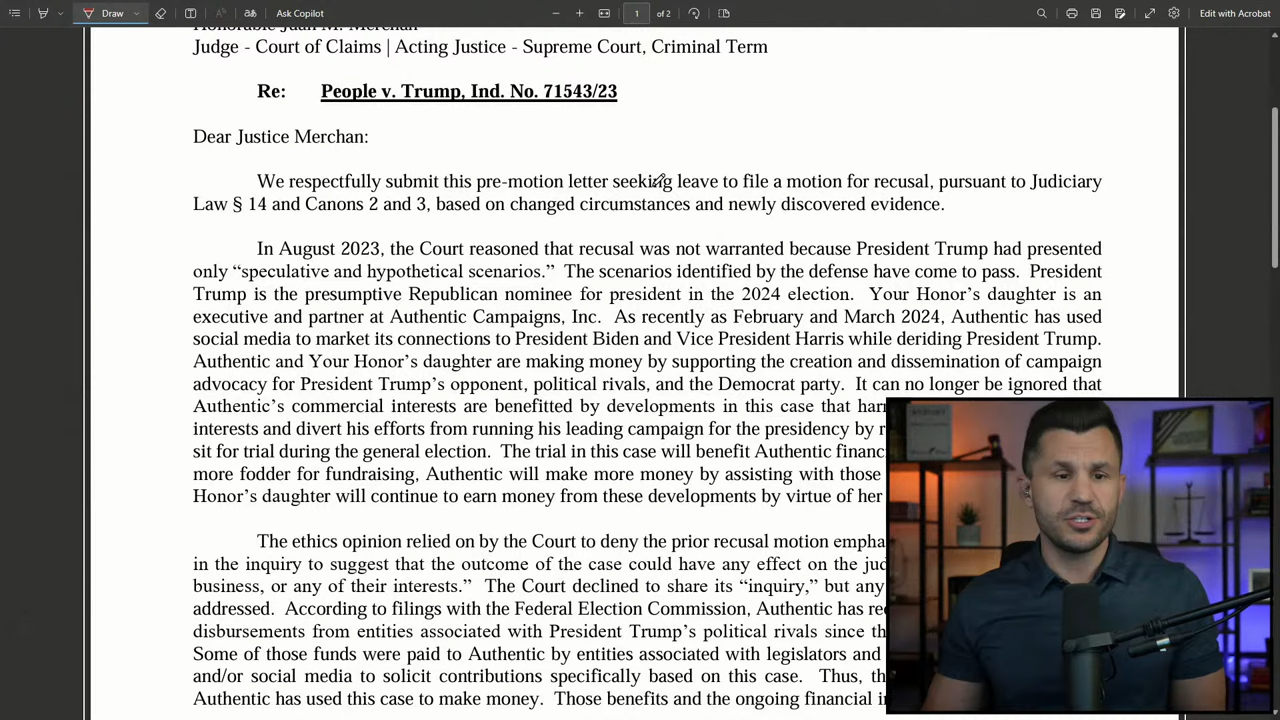 Draw
Ask Copilot
1 of 2
Edit with Acrobat
Honorable Juan M. Merchan
Judge - Court of Claims | Acting Justice - Supreme Court, Criminal Term
Re: People v. Trump, Ind. No. 71543/23
Dear Justice Merchan:
We respectfully submit this pre-motion letter seeking leave to file a motion for recusal, pursuant to Judiciary
Law § 14 and Canons 2 and 3, based on changed circumstances and newly discovered evidence.
In August 2023, the Court reasoned that recusal was not warranted because President Trump had presented
only “speculative and hypothetical scenarios.” The scenarios identified by the defense have come to pass. President
Trump is the presumptive Republican nominee for president in the 2024 election. Your Honor’s daughter is an
executive and partner at Authentic Campaigns, Inc. As recently as February and March 2024, Authentic has used
social media to market its connections to President Biden and Vice President Harris while deriding President Trump.
Authentic and Your Honor’s daughter are making money by supporting the creation and dissemination of campaign
advocacy for President Trump’s opponent, political rivals, and the Democrat party. It can no longer be ignored that
Authentic’s commercial interests are benefitted by developments in this case that
interests and divert his efforts from running his leading campaign for the presidency by
sit for trial during the general election. The trial in this case will benefit Authentic
more fodder for fundraising, Authentic will make more money by assisting with those
Honor’s daughter will continue to earn money from these developments by virtue of her
The ethics opinion relied on by the Court to deny the prior recusal motion
in the inquiry to suggest that the outcome of the case could have any effect on the
business, or any of their interests.” The Court declined to share its “inquiry,” but any
addressed. According to filings with the Federal Election Commission, Authentic has
disbursements from entities associated with President Trump’s political rivals since
Some of those funds were paid to Authentic by entities associated with legislators and
and/or social media to solicit contributions specifically based on this case. Thus,
Authentic has used this case to make money. Those benefits and the ongoing financial